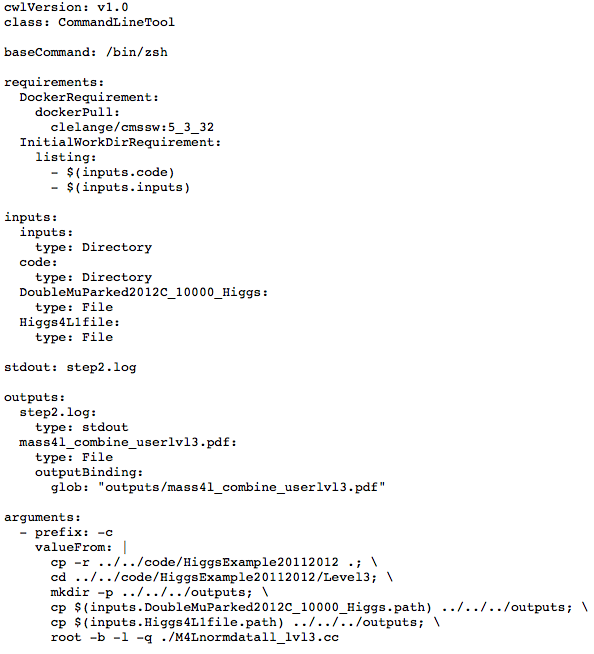 cwlVersion: v1.0
class: CommandLineTool

baseCommand: /bin/zsh

requirements:
  DockerRequirement:
    dockerPull:
      clelange/cmssw:5_3_32
  InitialWorkDirRequirement:
    listing:
      - $(inputs.code)
      - $(inputs.inputs)

inputs:
  inputs:
    type: Directory
  code:
    type: Directory
  DoubleMuParked2012C_10000_Higgs:
    type: File
  Higgs4L1file:
    type: File

stdout: step2.log

outputs:
  step2.log:
    type: stdout
  mass4l_combine_userlvl3.pdf:
    type: File
    outputBinding:
      glob: "outputs/mass4l_combine_userlvl3.pdf"

arguments:
  - prefix: -c
    valueFrom: |
      cp -r ../../code/HiggsExample20112012 .; \
      cd ../../code/HiggsExample20112012/Level3; \
      mkdir -p ../../../outputs; \
      cp $(inputs.DoubleMuParked2012C_10000_Higgs.path) ../../../outputs; \
      cp $(inputs.Higgs4L1file.path) ../../../outputs; \
      root -b -l -q ./M4Lnormdatall_lvl3.cc